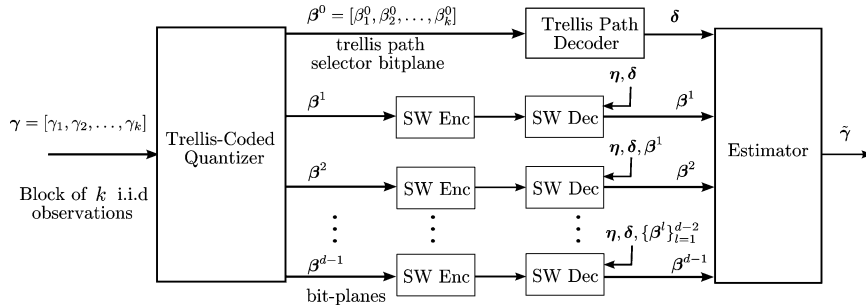 𝜷⁰ = [β₁⁰, β₂⁰, …, βₖ⁰]
trellis path
selector bitplane
Trellis Path
Decoder
𝜹
𝜼, 𝜹
𝜸 = [γ₁, γ₂, …, γₖ]
Block of k i.i.d
observations
Trellis-Coded
Quantizer
𝜷¹
SW Enc
SW Dec
𝜷¹
𝜼, 𝜹, 𝜷¹
𝜷²
SW Enc
SW Dec
𝜷²
Estimator
𝜸̃
𝜼, 𝜹, {𝜷ˡ}ₗ₌₁ᵈ⁻²
𝜷ᵈ⁻¹
SW Enc
SW Dec
𝜷ᵈ⁻¹
bit-planes